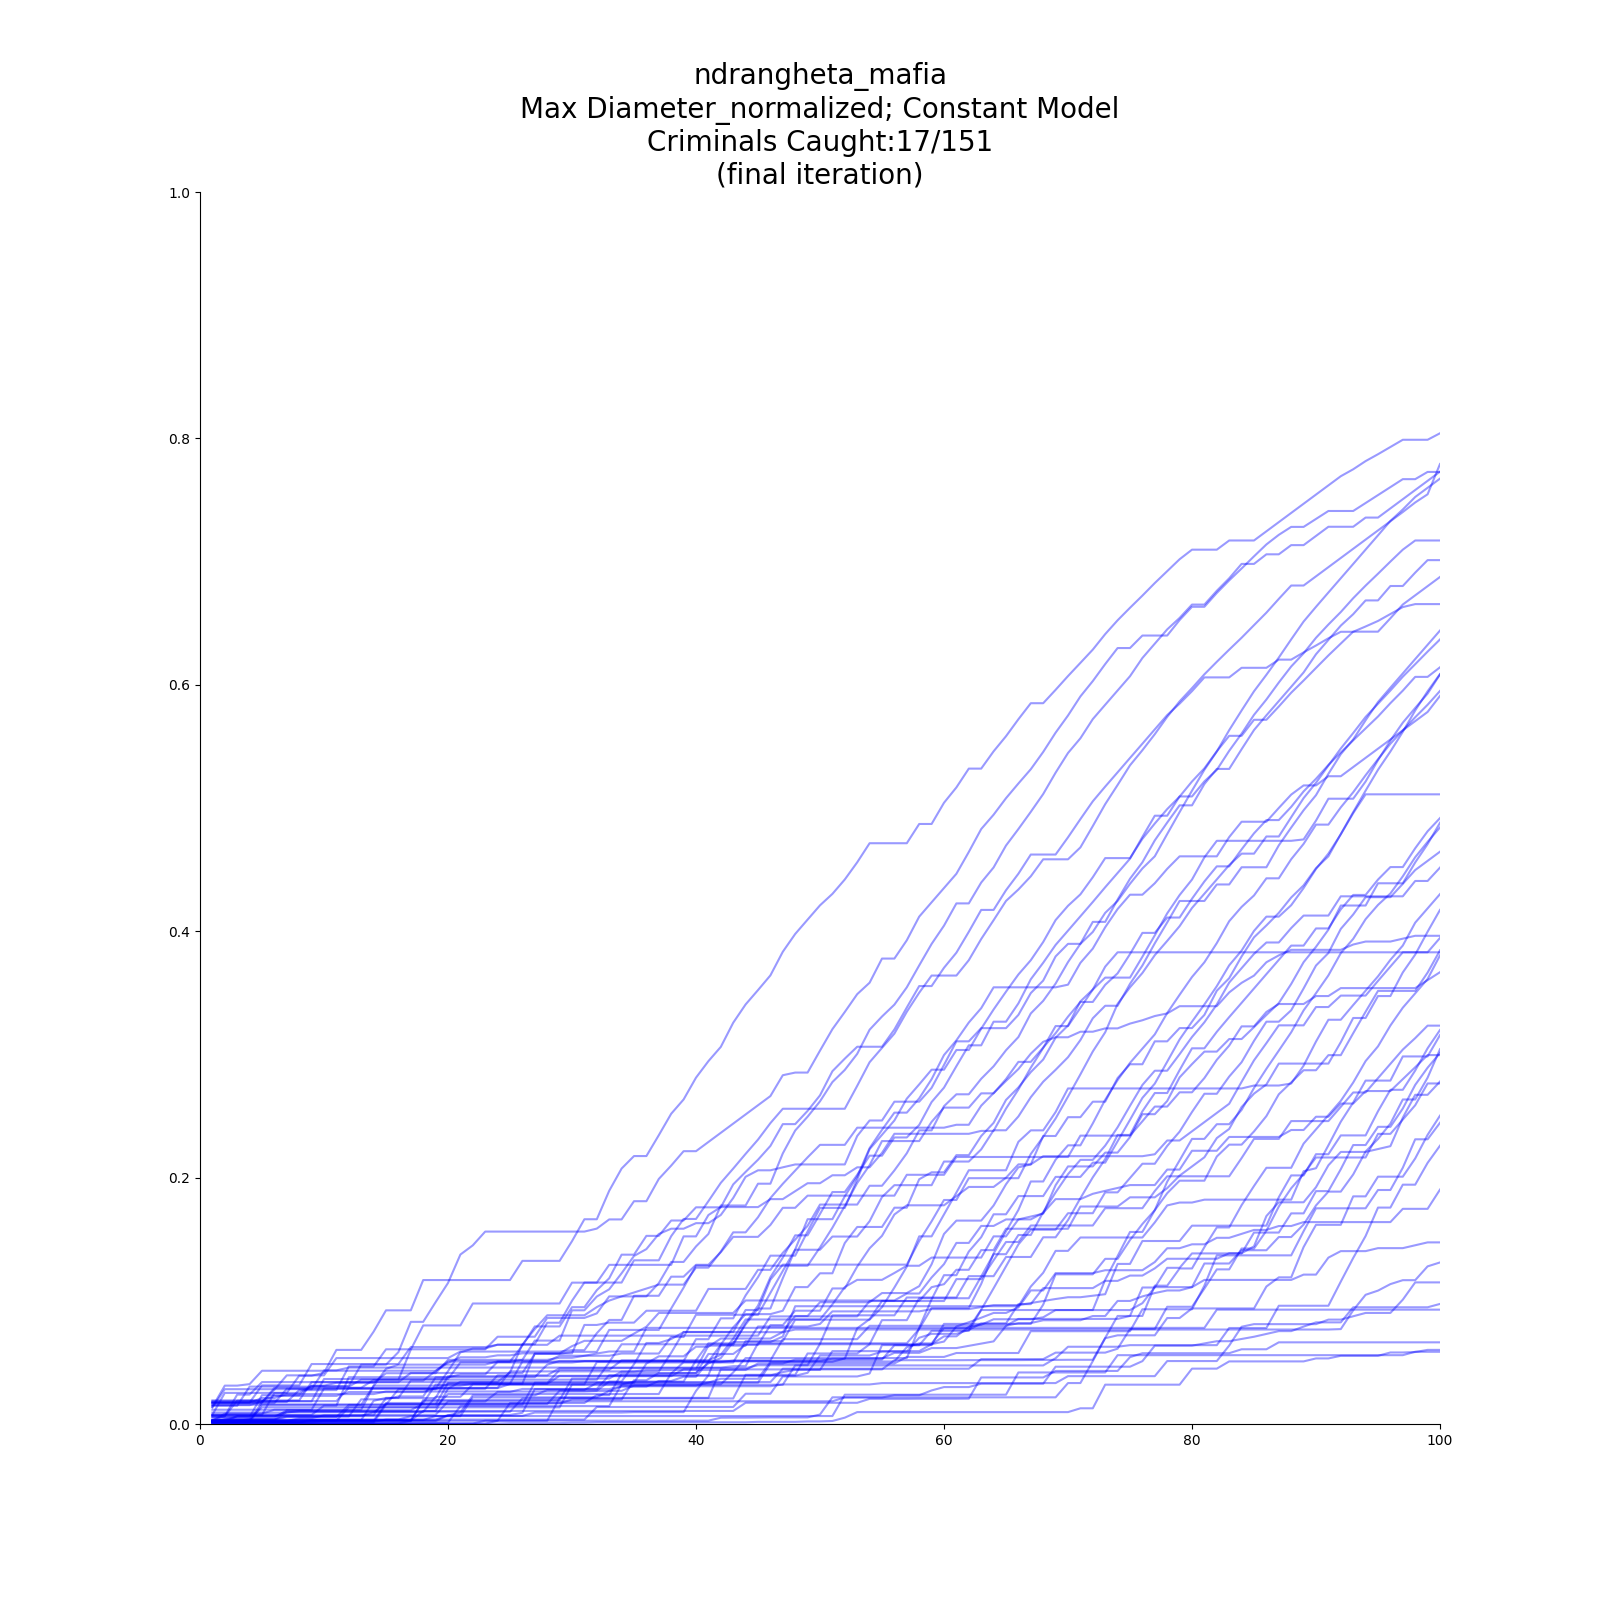 ndrangheta_mafia
Max Diameter_normalized; Constant Model
Criminals Caught:17/151
(final iteration)
1.0
0.8
0.6
0.4
0.2
0.0
0 20 40 60 80 100